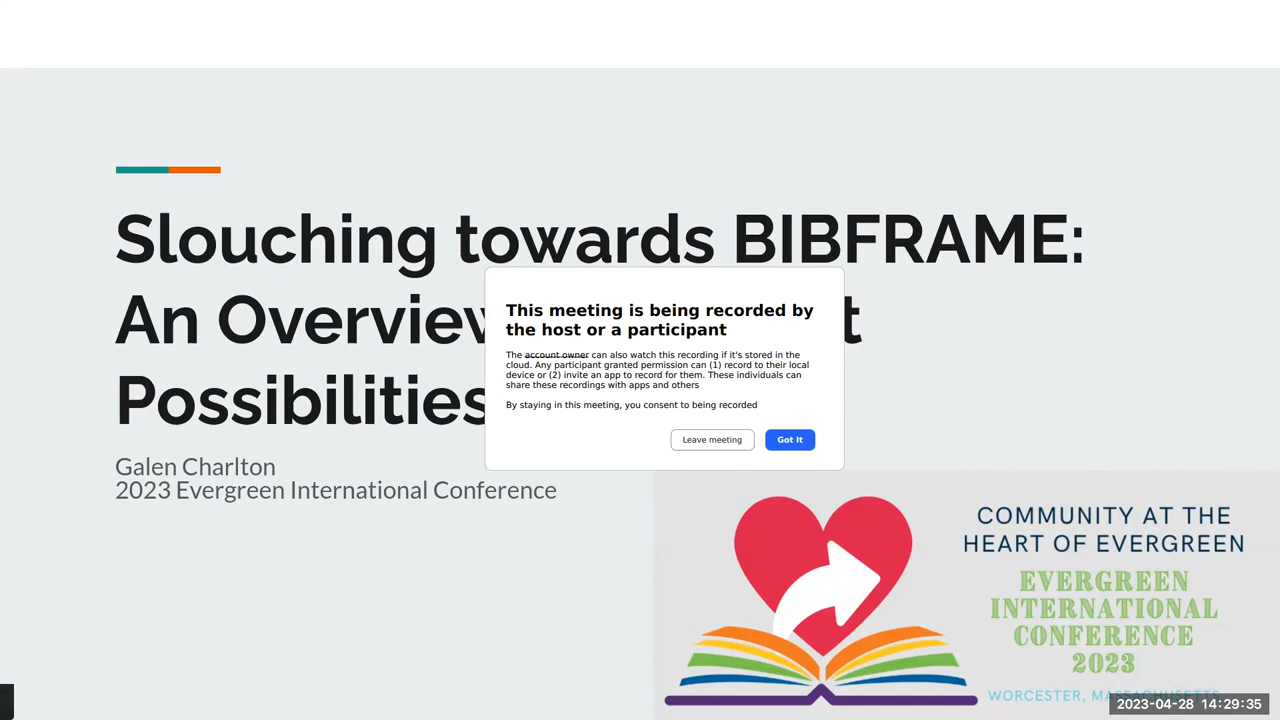 Slouching towards BIBFRAME:
An Overview t
Possibilities
This meeting is being recorded by
the host or a participant
The account owner can also watch this recording if it's stored in the
cloud. Any participant granted permission can (1) record to their local
device or (2) invite an app to record for them. These individuals can
share these recordings with apps and others
By staying in this meeting, you consent to being recorded
Leave meeting Got It
Galen Charlton
2023 Evergreen International Conference
COMMUNITY AT THE
HEART OF EVERGREEN
EVERGREEN
INTERNATIONAL
CONFERENCE
2023
WORCESTER, MASSACHUSETTS
2023-04-28 14:29:35